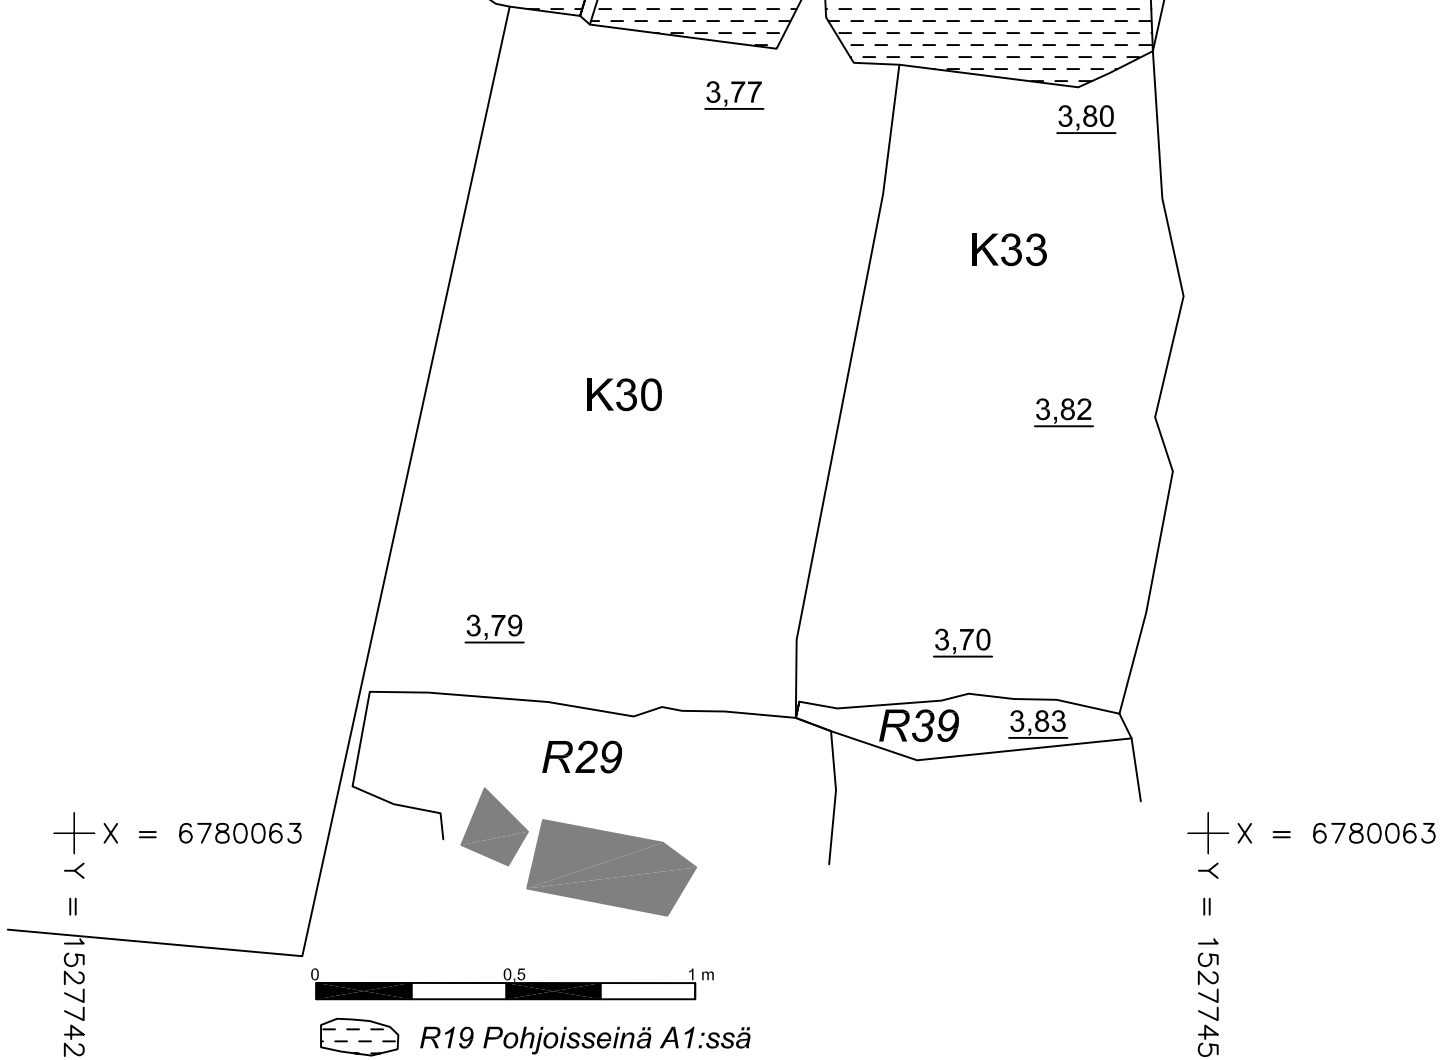 3,77
3,80
K33
K30
3,82
3,79
3,70
R39 3,83
R29
X = 6780063
X = 6780063
Y = 1527742
Y = 1527745
0 0,5 1 m
R19 Pohjoisseinä A1:ssä